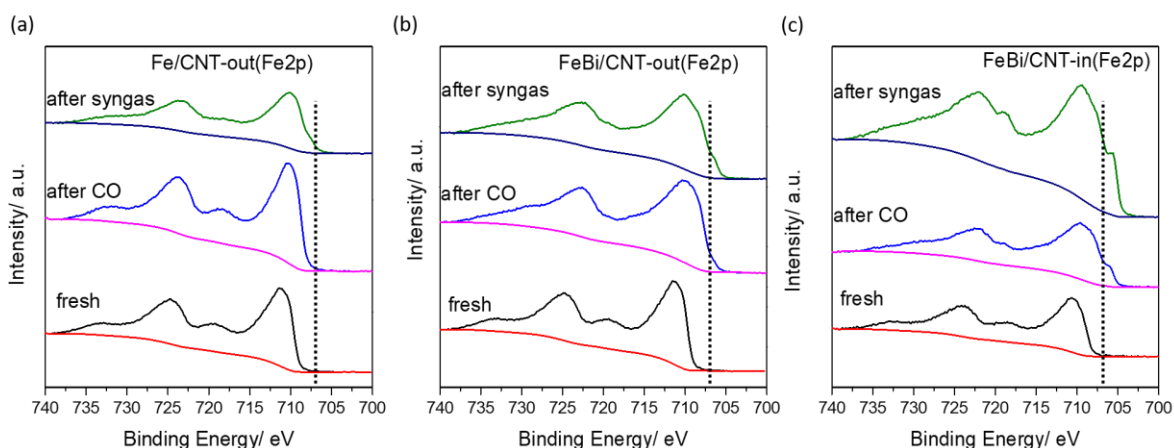 (a)
Fe/CNT-out(Fe2p)
after syngas
after CO
fresh
Intensity/ a.u.
740 735 730 725 720 715 710 705 700
Binding Energy/ eV
(b)
FeBi/CNT-out(Fe2p)
after syngas
after CO
fresh
Intensity/ a.u.
740 735 730 725 720 715 710 705 700
Binding Energy/ eV
(c)
FeBi/CNT-in(Fe2p)
after syngas
after CO
fresh
Intensity/ a.u.
740 735 730 725 720 715 710 705 700
Binding Energy/ eV